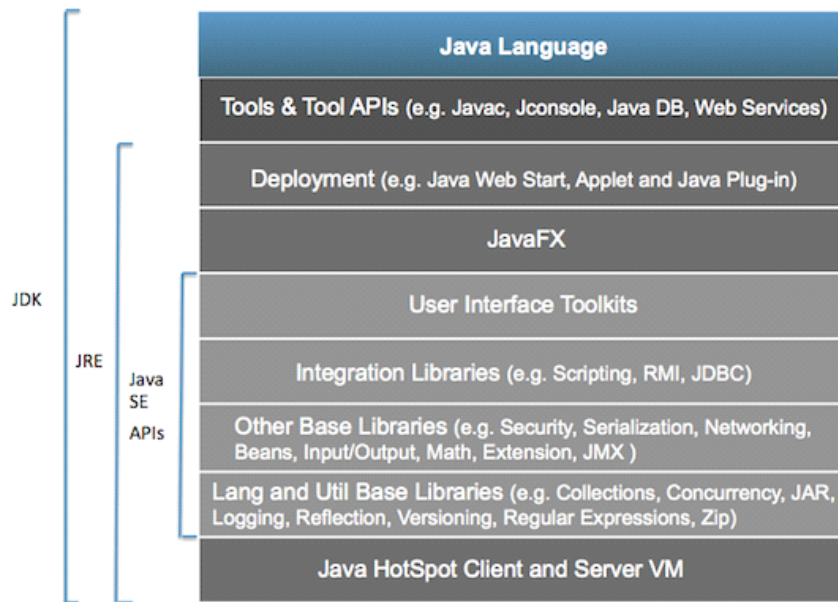 Java Language
Tools & Tool APIs (e.g. Javac, Jconsole, Java DB, Web Services)
Deployment (e.g. Java Web Start, Applet and Java Plug-in)
JavaFX
User Interface Toolkits
Integration Libraries (e.g. Scripting, RMI, JDBC)
Other Base Libraries (e.g. Security, Serialization, Networking,
Beans, Input/Output, Math, Extension, JMX )
Lang and Util Base Libraries (e.g. Collections, Concurrency, JAR,
Logging, Reflection, Versioning, Regular Expressions, Zip)
Java HotSpot Client and Server VM
JDK
JRE
Java
SE
APIs